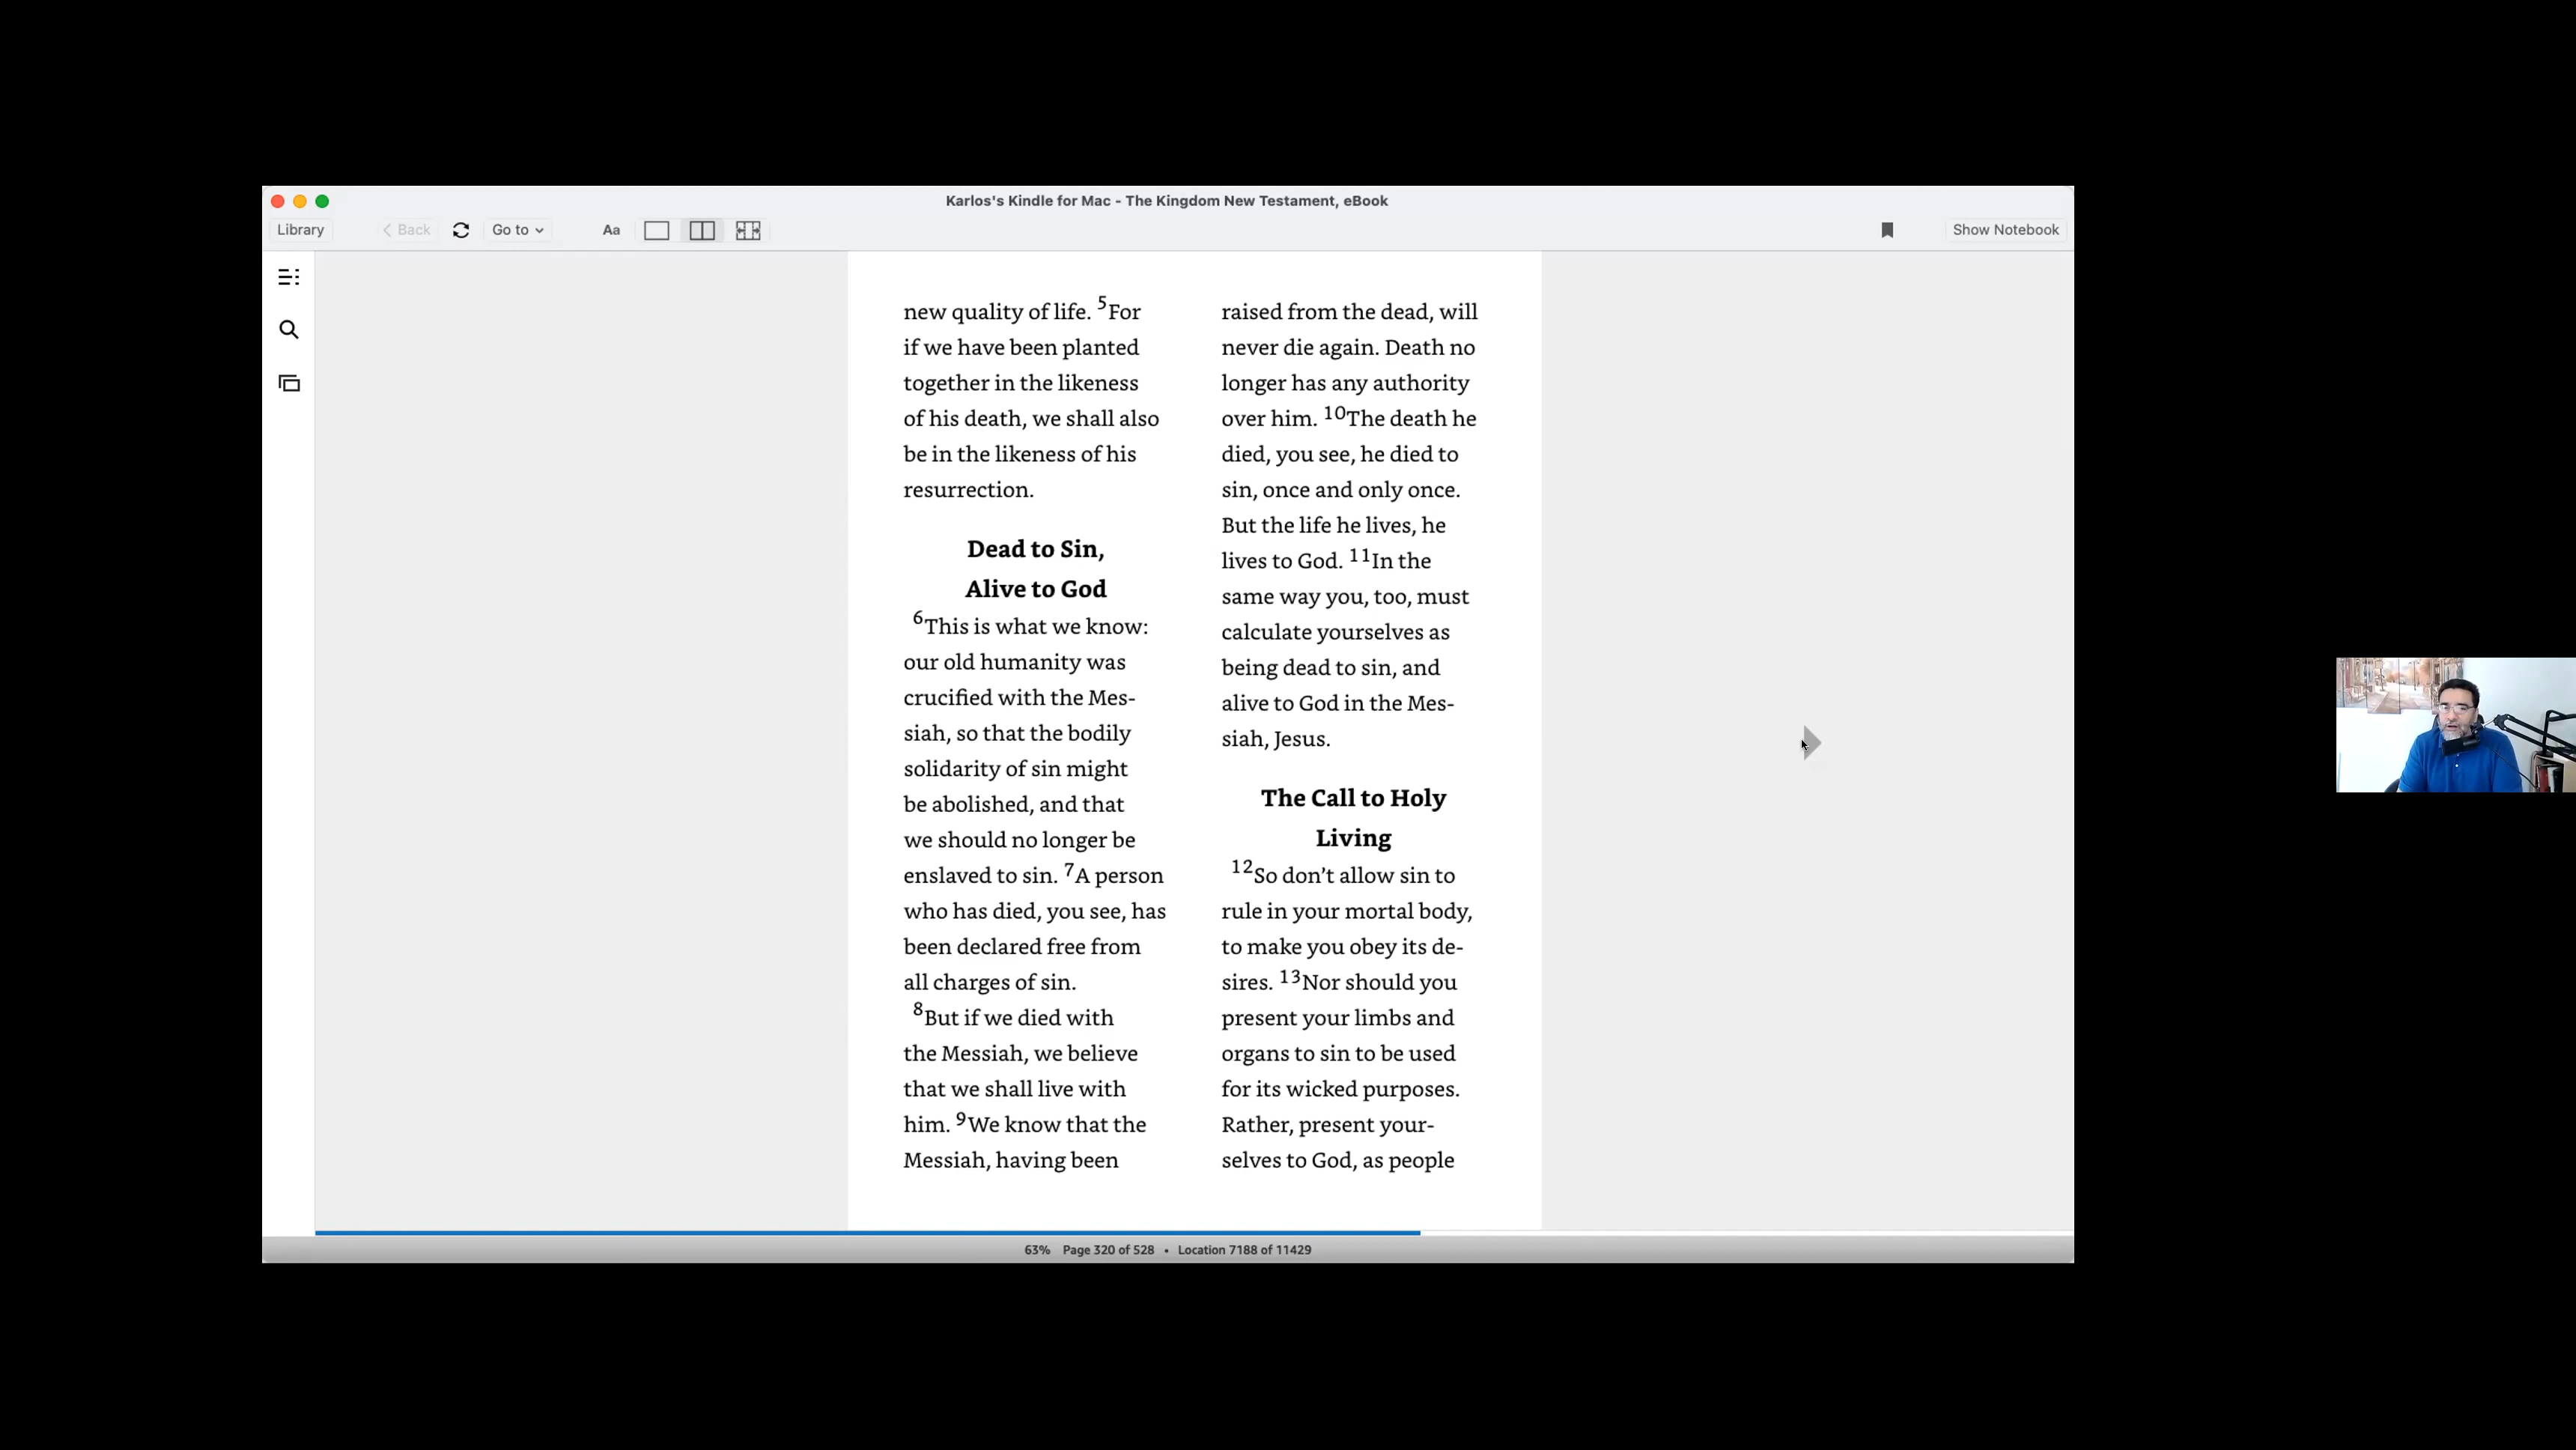 Karlos's Kindle for Mac - The Kingdom New Testament, eBook
Library
Back
Go to
Aa
Show Notebook
new quality of life. 5For
if we have been planted
together in the likeness
of his death, we shall also
be in the likeness of his
resurrection.
Dead to Sin,
Alive to God
6This is what we know:
our old humanity was
crucified with the Mes-
siah, so that the bodily
solidarity of sin might
be abolished, and that
we should no longer be
enslaved to sin. 7A person
who has died, you see, has
been declared free from
all charges of sin.
8But if we died with
the Messiah, we believe
that we shall live with
him. 9We know that the
Messiah, having been
raised from the dead, will
never die again. Death no
longer has any authority
over him. 10The death he
died, you see, he died to
sin, once and only once.
But the life he lives, he
lives to God. 11In the
same way you, too, must
calculate yourselves as
being dead to sin, and
alive to God in the Mes-
siah, Jesus.
The Call to Holy
Living
12So don't allow sin to
rule in your mortal body,
to make you obey its de-
sires. 13Nor should you
present your limbs and
organs to sin to be used
for its wicked purposes.
Rather, present your-
selves to God, as people
63% Page 320 of 528 • Location 7188 of 11429